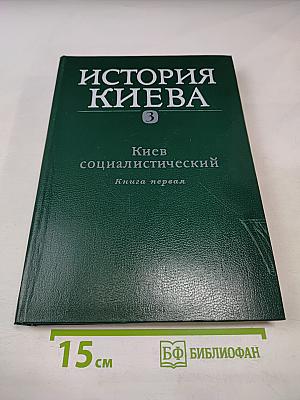 ИСТОРИЯ
КИЕВА
3
Киев
социалистический
Книга первая
15 см
БФ БИБЛИОФАН